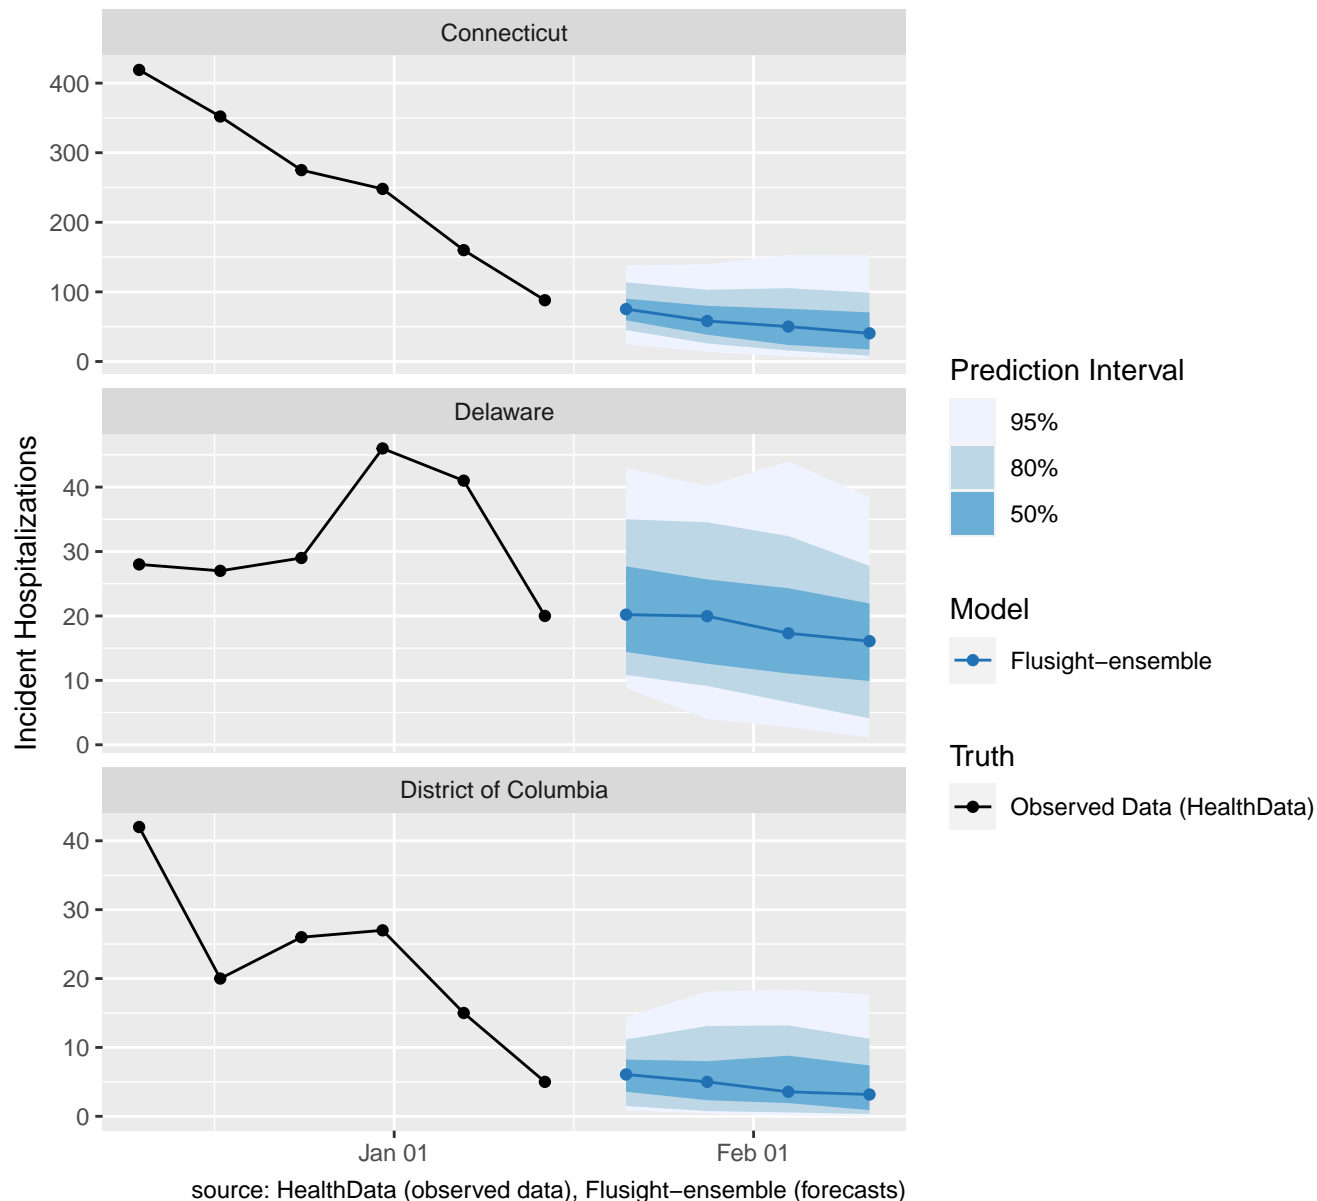 Connecticut
400
300
200
100
0
Delaware
40
30
20
10
0
District of Columbia
40
30
20
10
0
Incident Hospitalizations
Jan 01
Feb 01
source: HealthData (observed data), Flusight−ensemble (forecasts)
Prediction Interval
95%
80%
50%
Model
Flusight−ensemble
Truth
Observed Data (HealthData)